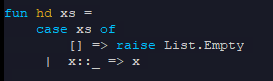 fun hd xs =
    case xs of
        [] => raise List.Empty
     |  x::_ => x